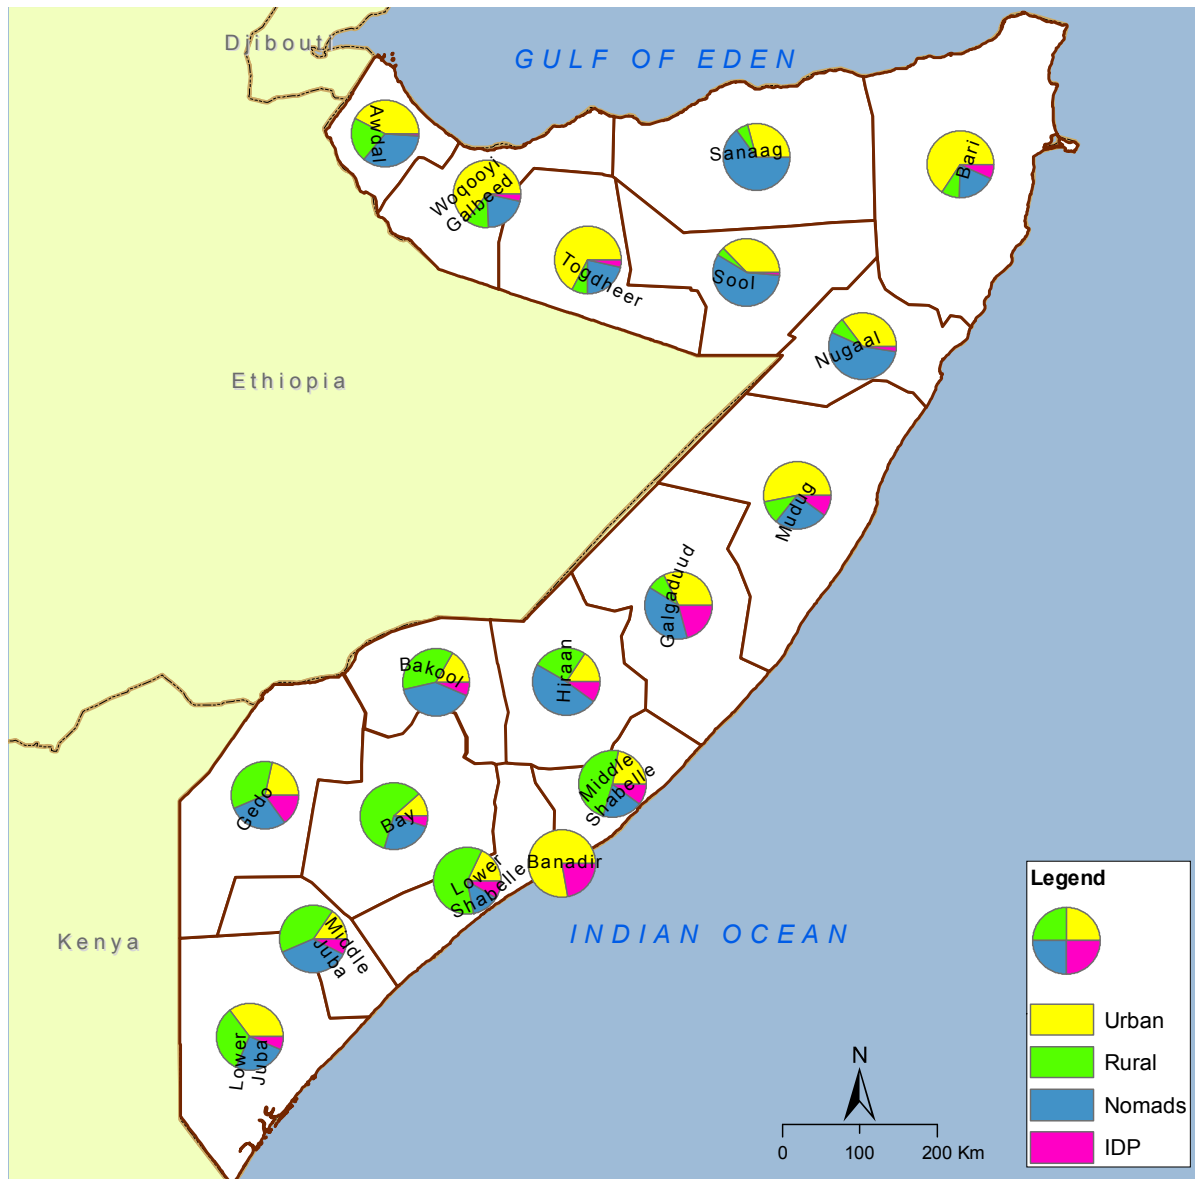 Djibouti
GULF OF EDEN
Awdal
Sanaag
Bari
Woqooyi
Galbeed
Togdheer
Sool
Nugaal
Ethiopia
Mudug
Galgaduud
Hiraan
Bakool
Middle
Shabelle
Gedo
Bay
Banadir
Lower
Shabelle
Kenya
Middle
Juba
INDIAN OCEAN
Lower
Juba
N
0 100 200 Km
Legend
Urban
Rural
Nomads
IDP